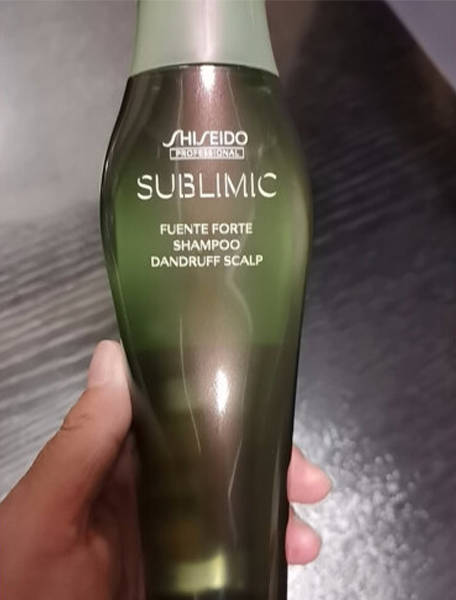 SHISEIDO
PROFESSIONAL
SUBLIMIC
FUENTE FORTE
SHAMPOO
DANDRUFF SCALP